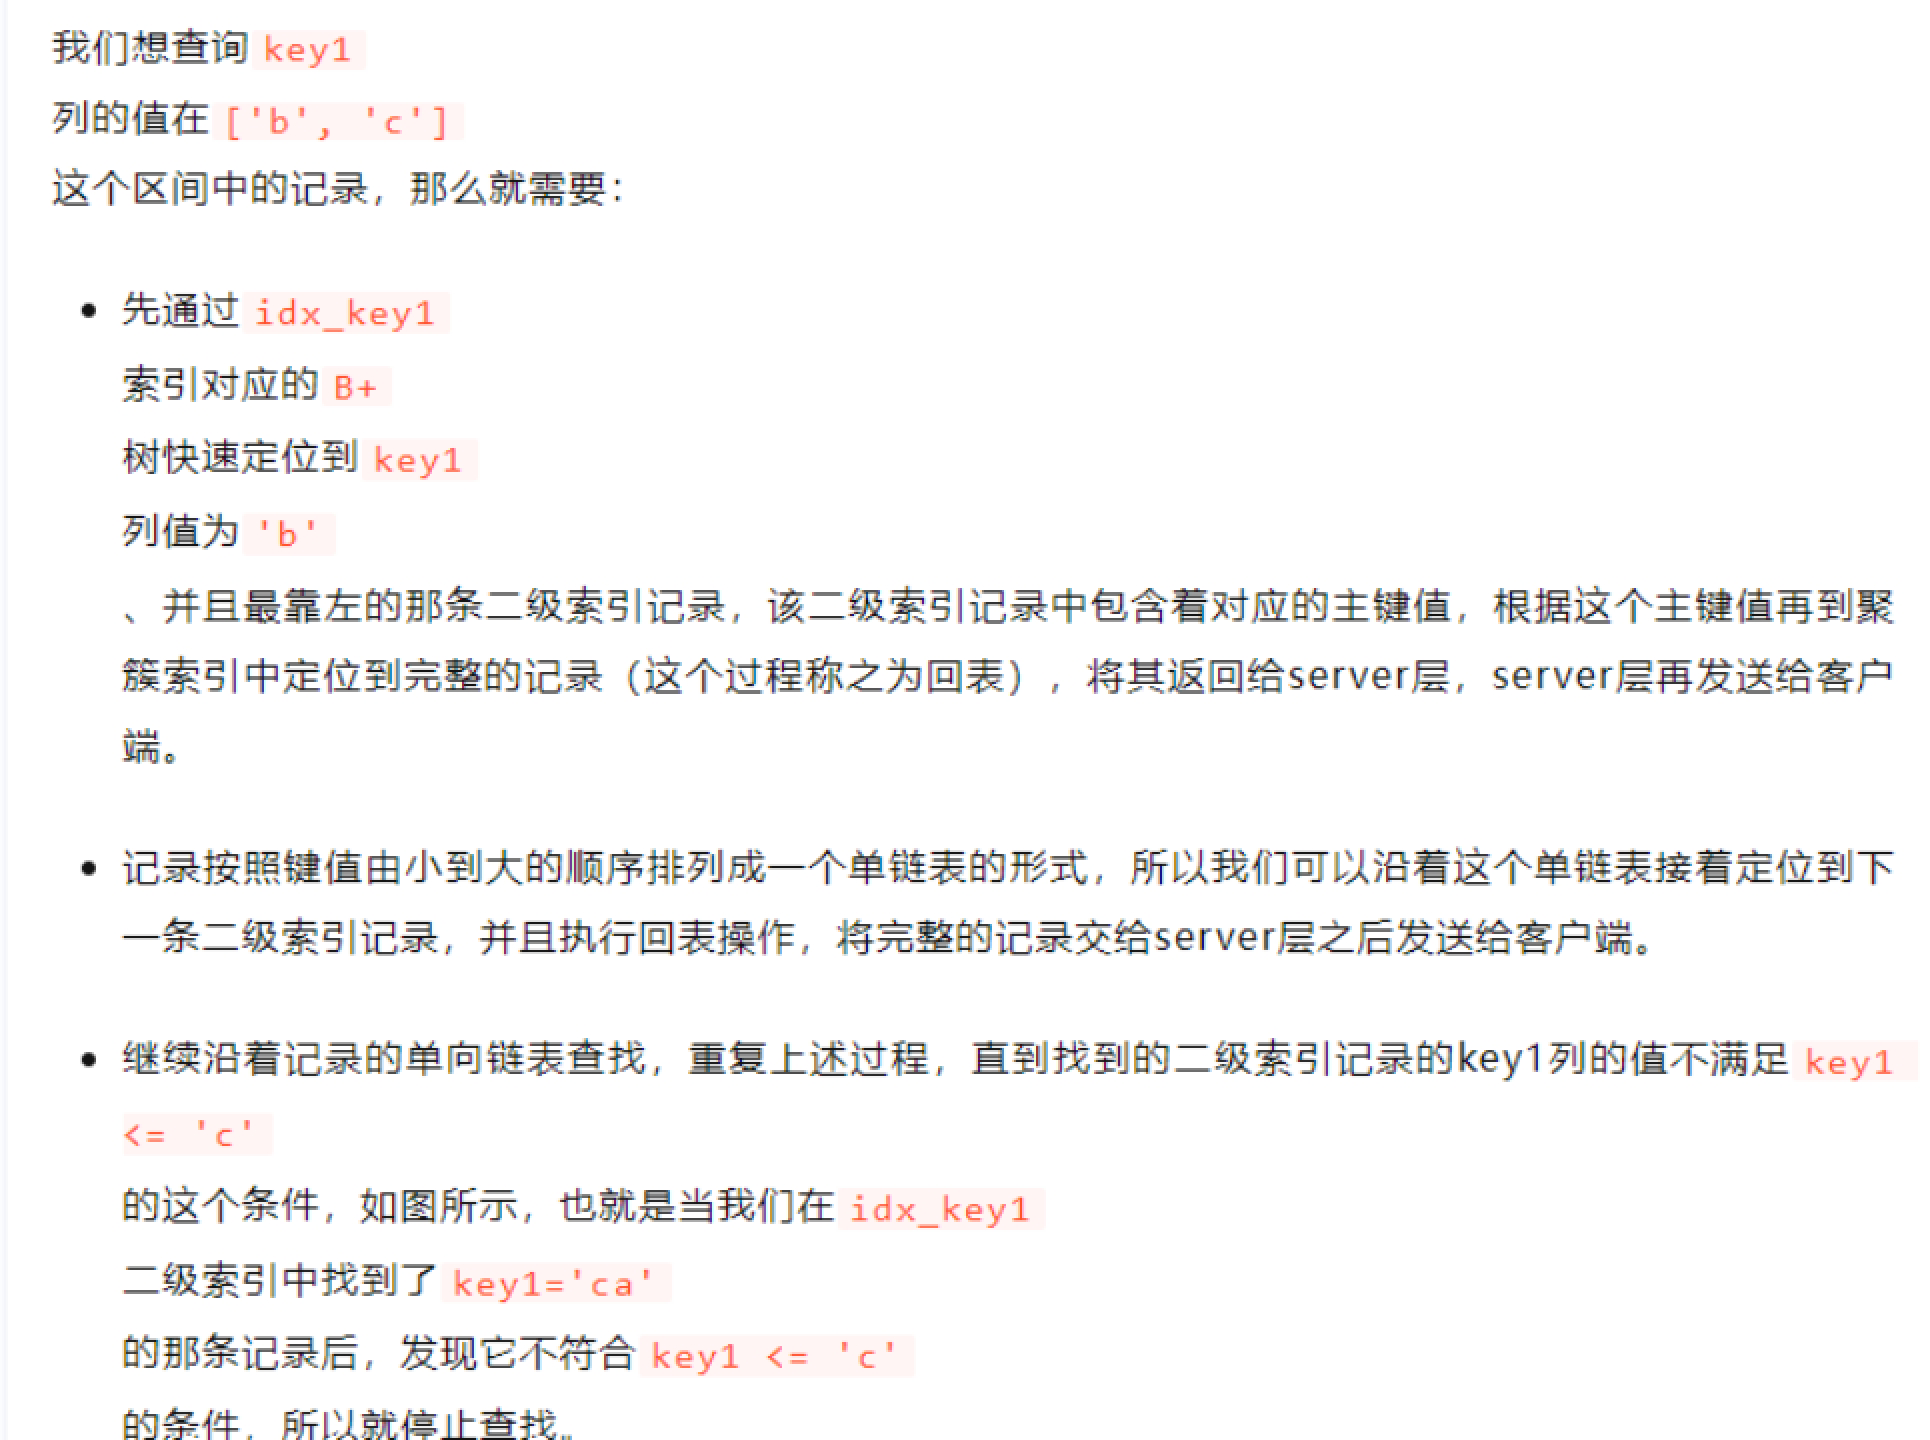 我们想查询 key1
列的值在 ['b', 'c']
这个区间中的记录，那么就需要：
先通过 idx_key1
索引对应的 B+
树快速定位到 key1
列值为 'b'
、并且最靠左的那条二级索引记录，该二级索引记录中包含着对应的主键值，根据这个主键值再到聚
簇索引中定位到完整的记录（这个过程称之为回表），将其返回给server层，server层再发送给客户
端。
记录按照键值由小到大的顺序排列成一个单链表的形式，所以我们可以沿着这个单链表接着定位到下
一条二级索引记录，并且执行回表操作，将完整的记录交给server层之后发送给客户端。
继续沿着记录的单向链表查找，重复上述过程，直到找到的二级索引记录的key1列的值不满足 key1
<= 'c'
的这个条件，如图所示，也就是当我们在 idx_key1
二级索引中找到了 key1='ca'
的那条记录后，发现它不符合 key1 <= 'c'
的条件，所以就停止查找。